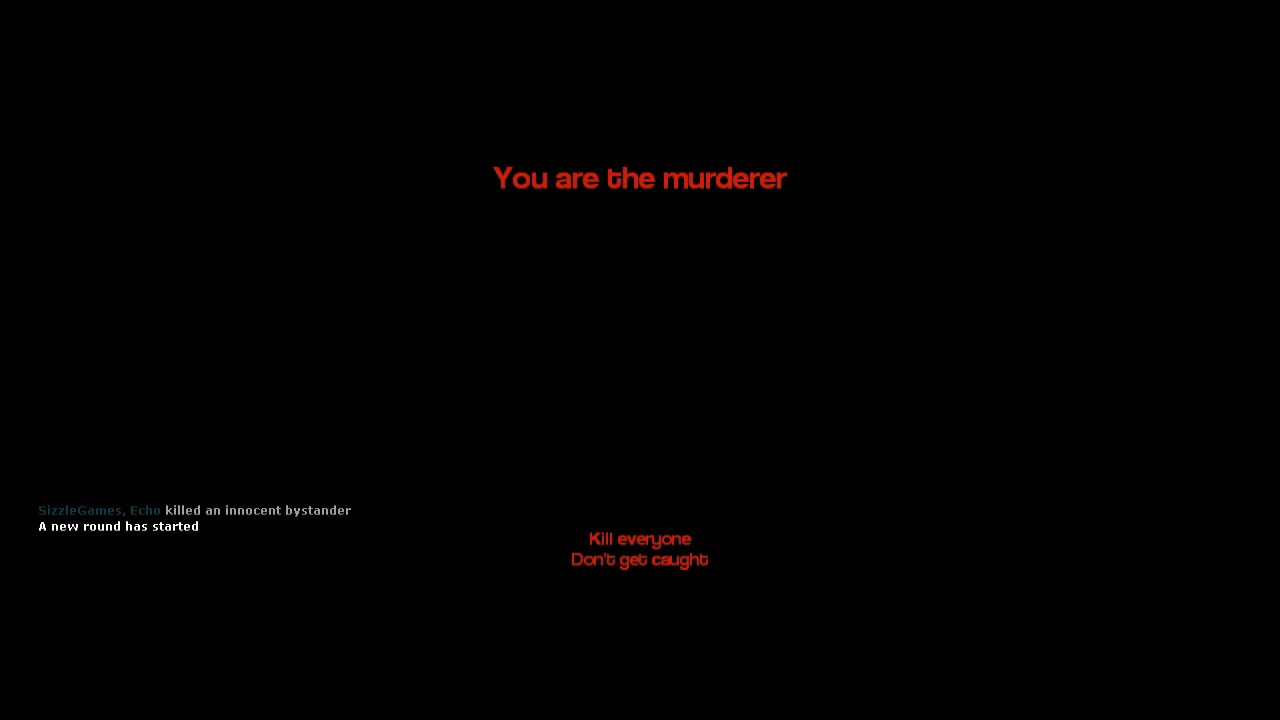 You are the murderer
SizzleGames, Echo killed an innocent bystander
A new round has started
Kill everyone
Don't get caught